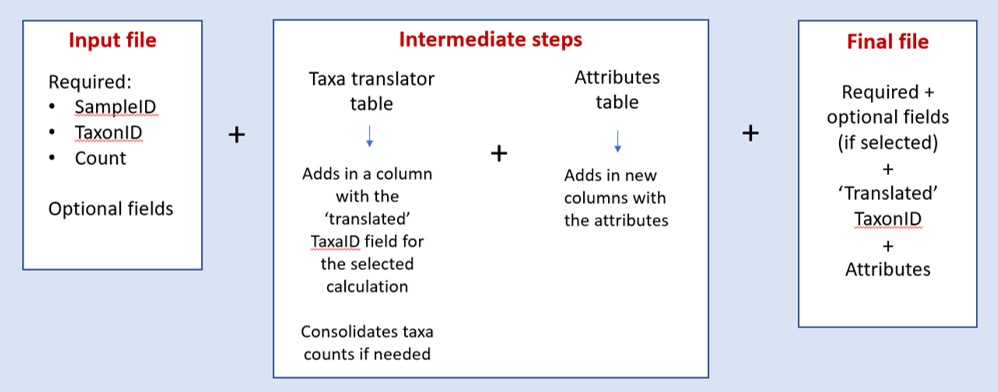 Input file
Required:
• SampleID
• TaxonID
• Count
Optional fields
+
Intermediate steps
Taxa translator
table
Adds in a column
with the
‘translated’
TaxaID field for
the selected
calculation
Consolidates taxa
counts if needed
+
Attributes
table
Adds in new
columns with
the attributes
+
Final file
Required +
optional fields
(if selected)
+
‘Translated’
TaxonID
+
Attributes